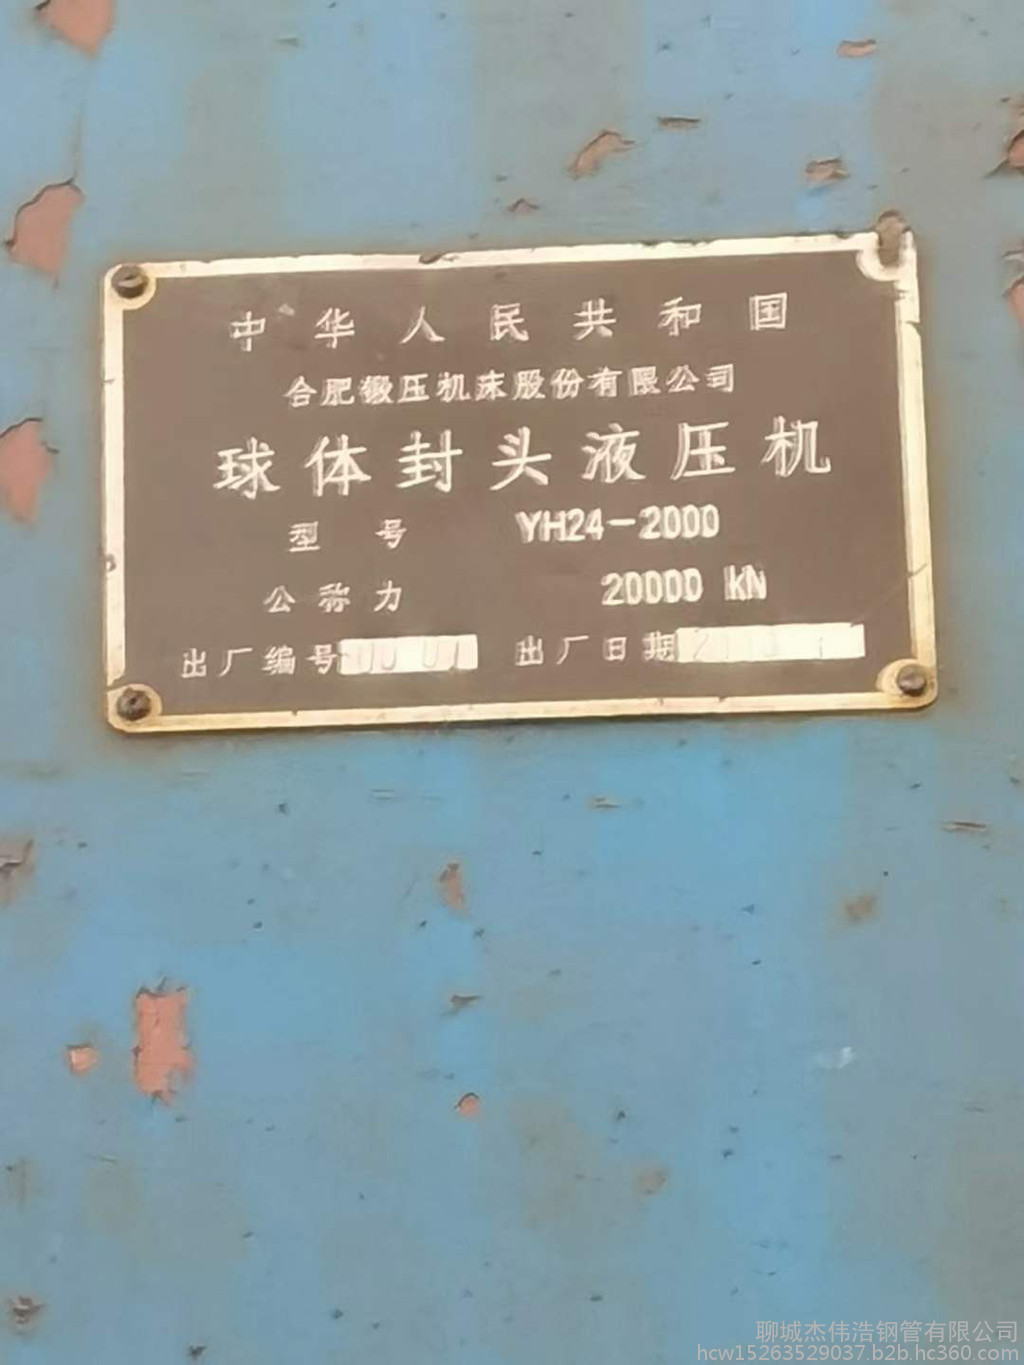 中华人民共和国
合肥锻压机床股份有限公司
球体封头液压机
型号 YH24-2000
公称力 20000 KN
出厂编号 出厂日期
聊城杰伟浩钢管有限公司
hcw15263529037.b2b.hc360.com